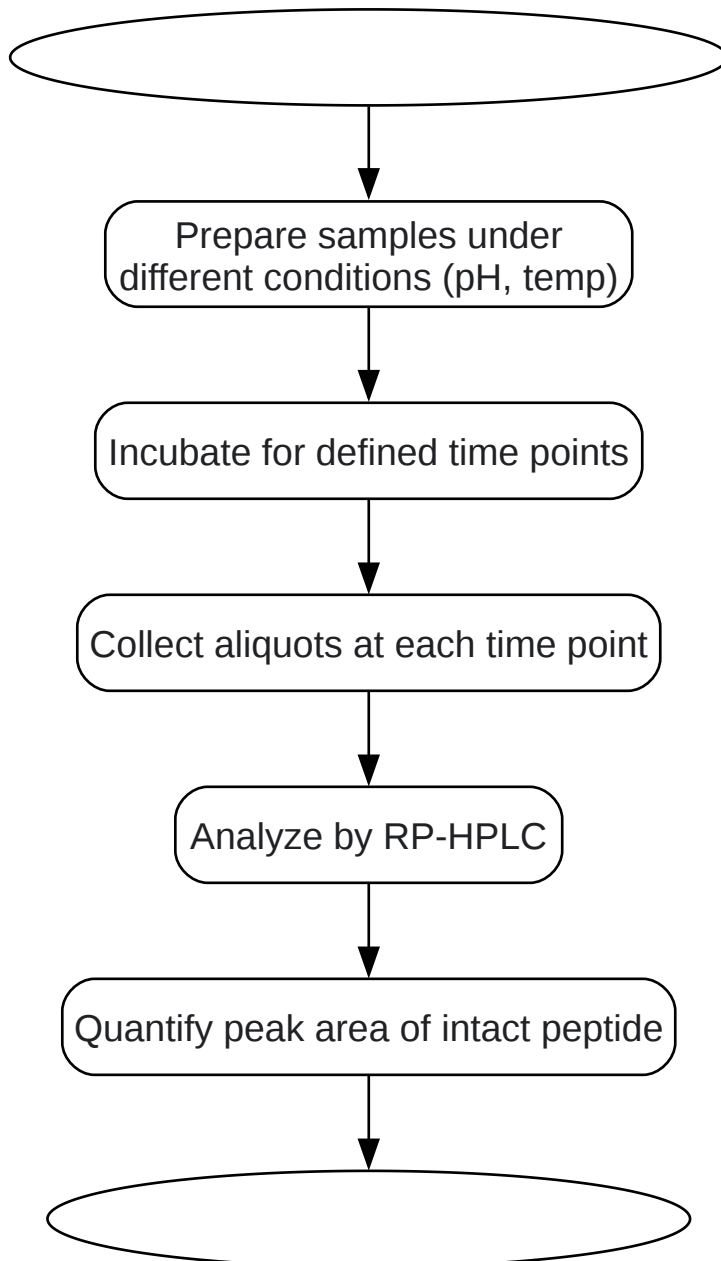 Prepare samples under
different conditions (pH, temp)
Incubate for defined time points
Collect aliquots at each time point
Analyze by RP-HPLC
Quantify peak area of intact peptide